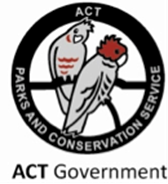 ACT
PARKS AND CONSERVATION SERVICE
ACT Government